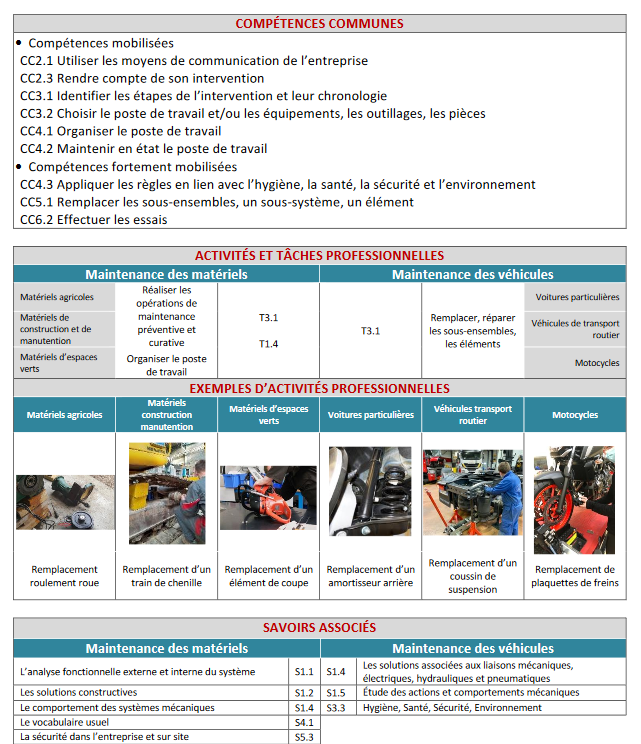 COMPÉTENCES COMMUNES
• Compétences mobilisées
CC2.1 Utiliser les moyens de communication de l'entreprise
CC2.3 Rendre compte de son intervention
CC3.1 Identifier les étapes de l'intervention et leur chronologie
CC3.2 Choisir le poste de travail et/ou les équipements, les outillages, les pièces
CC4.1 Organiser le poste de travail
CC4.2 Maintenir en état le poste de travail
• Compétences fortement mobilisées
CC4.3 Appliquer les règles en lien avec l'hygiène, la santé, la sécurité et l'environnement
CC5.1 Remplacer les sous-ensembles, un sous-système, un élément
CC6.2 Effectuer les essais
ACTIVITÉS ET TÂCHES PROFESSIONNELLES
Maintenance des matériels
Maintenance des véhicules
Matériels agricoles
Matériels de
construction et de
manutention
Matériels d'espaces
verts
Réaliser les
opérations de
maintenance
préventive et
curative
Organiser le poste
de travail
T3.1
T1.4
T3.1
Remplacer, réparer
les sous-ensembles,
les éléments
Voitures particulières
Véhicules de transport
routier
Motocycles
EXEMPLES D'ACTIVITÉS PROFESSIONNELLES
Matériels agricoles
Matériels
construction
manutention
Matériels d'espaces
verts
Voitures particulières
Véhicules transport
routier
Motocycles
Remplacement
roulement roue
Remplacement d'un
train de chenille
Remplacement d'un
élément de coupe
Remplacement d'un
amortisseur arrière
Remplacement d'un
coussin de
suspension
Remplacement de
plaquettes de freins
SAVOIRS ASSOCIÉS
Maintenance des matériels
Maintenance des véhicules
L'analyse fonctionnelle externe et interne du système S1.1
S1.4 Les solutions associées aux liaisons mécaniques,
électriques, hydrauliques et pneumatiques
Les solutions constructives S1.2
S1.5 Étude des actions et comportements mécaniques
Le comportement des systèmes mécaniques S1.4
S3.3 Hygiène, Santé, Sécurité, Environnement
Le vocabulaire usuel S4.1
La sécurité dans l'entreprise et sur site S5.3